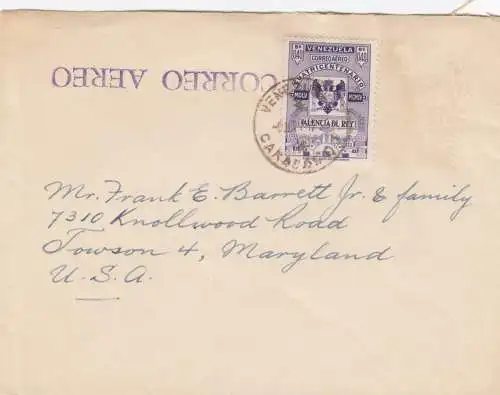 VENEZUELA
CORREO AEREO
CUATRICENTENARIO
VALENCIA DEL REY
CORREO AEREO
CARACAS
Mr. Frank E. Barrett Jr. & family
7310 Knollwood Road
Towson 4, Maryland
U.S.A.